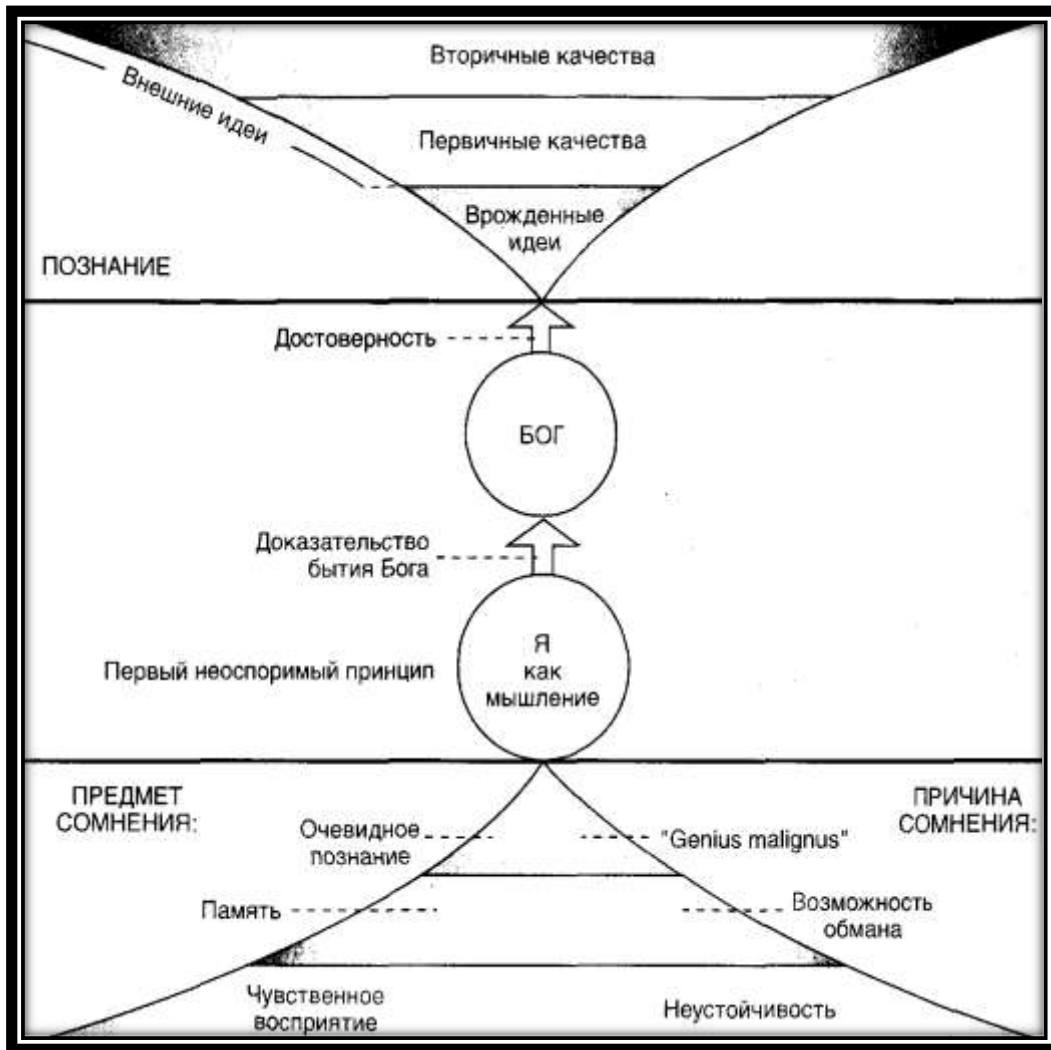 Вторичные качества
Внешние идеи
Первичные качества
Врожденные
идеи
ПОЗНАНИЕ
Достоверность
БОГ
Доказательство
бытия Бога
Я
как
мышление
Первый неоспоримый принцип
ПРЕДМЕТ
СОМНЕНИЯ:
ПРИЧИНА
СОМНЕНИЯ:
Очевидное
познание
"Genius malignus"
Память
Возможность
обмана
Чувственное
восприятие
Неустойчивость